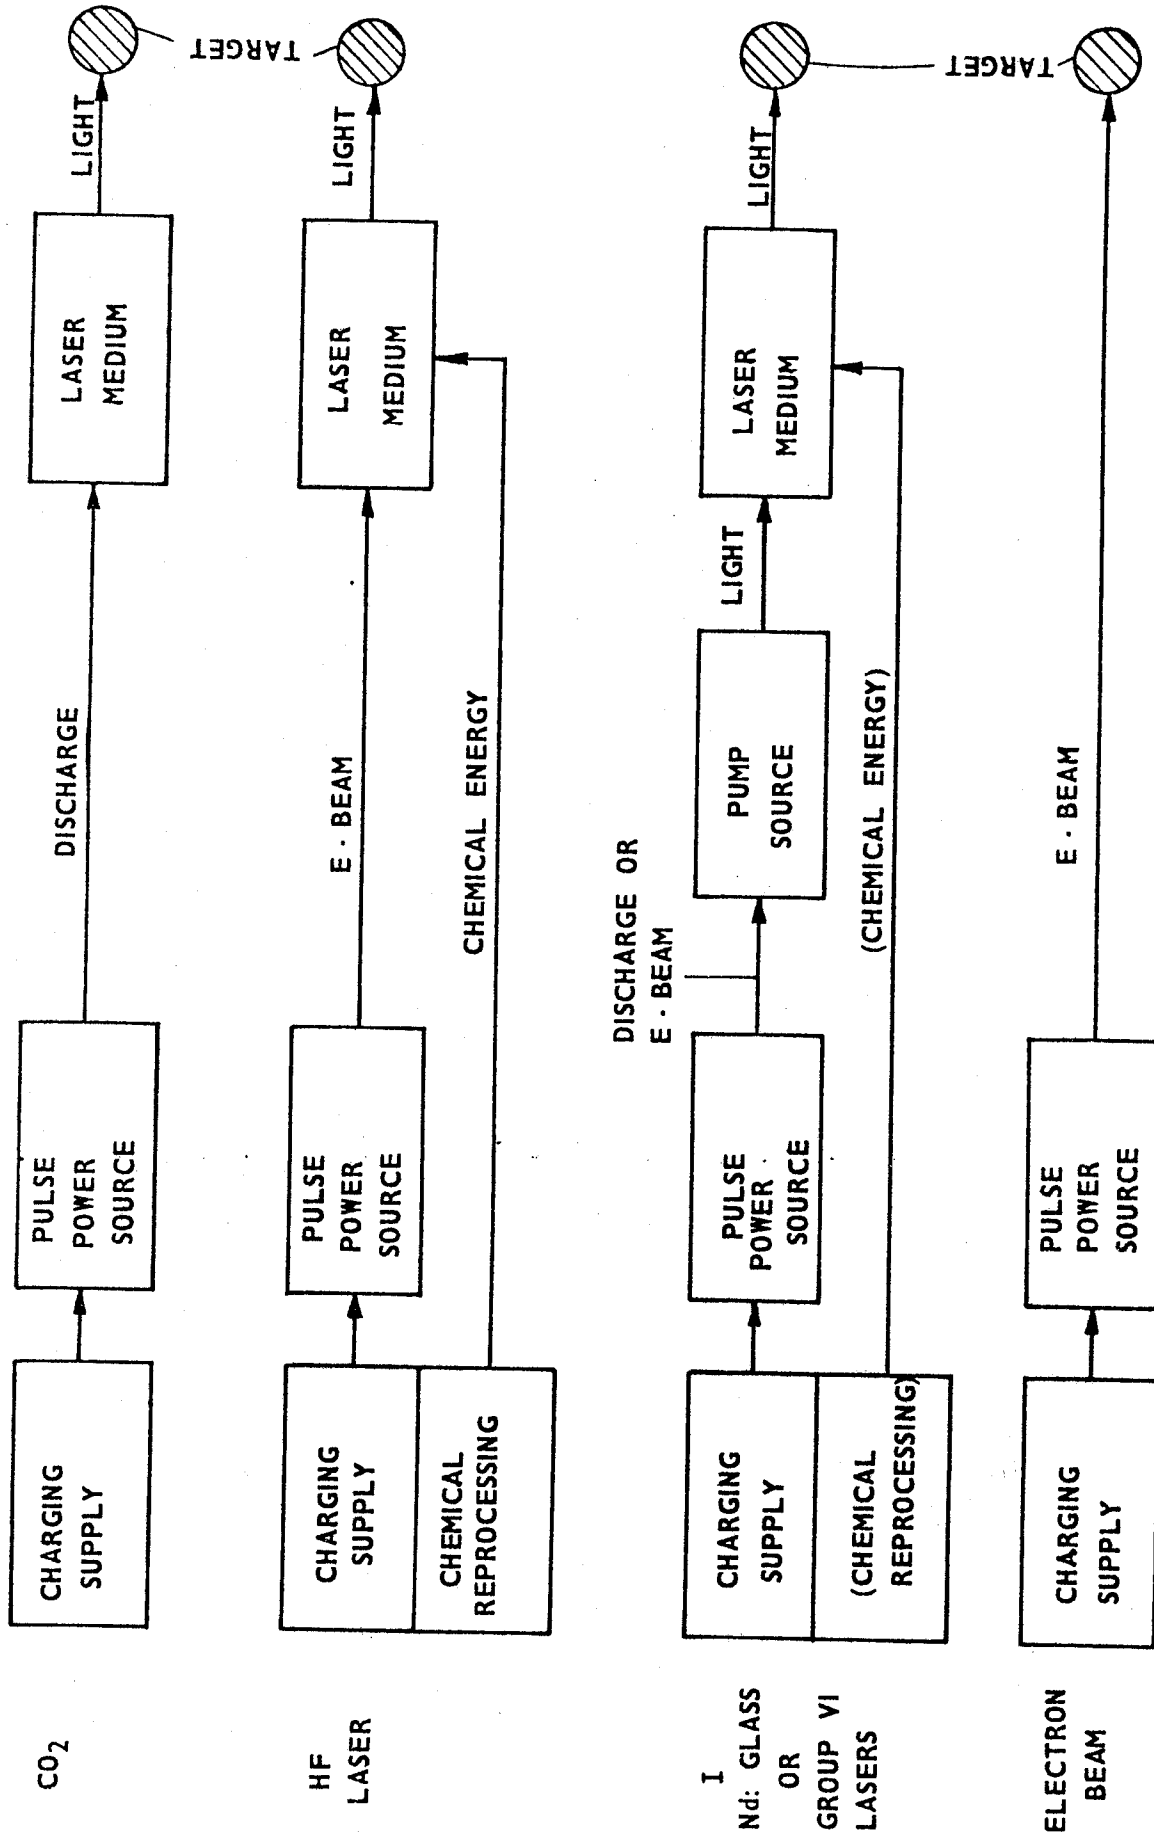 CO2
CHARGING
SUPPLY
PULSE
POWER
SOURCE
DISCHARGE
LASER
MEDIUM
LIGHT
TARGET
HF
LASER
CHARGING
SUPPLY
CHEMICAL
REPROCESSING
PULSE
POWER
SOURCE
E-BEAM
CHEMICAL ENERGY
LASER
MEDIUM
LIGHT
I
Nd: GLASS
OR
GROUP VI
LASERS
CHARGING
SUPPLY
(CHEMICAL
REPROCESSING)
PULSE
POWER
SOURCE
DISCHARGE OR
E-BEAM
PUMP
SOURCE
LIGHT
(CHEMICAL ENERGY)
LASER
MEDIUM
LIGHT
TARGET
ELECTRON
BEAM
CHARGING
SUPPLY
PULSE
POWER
SOURCE
E-BEAM